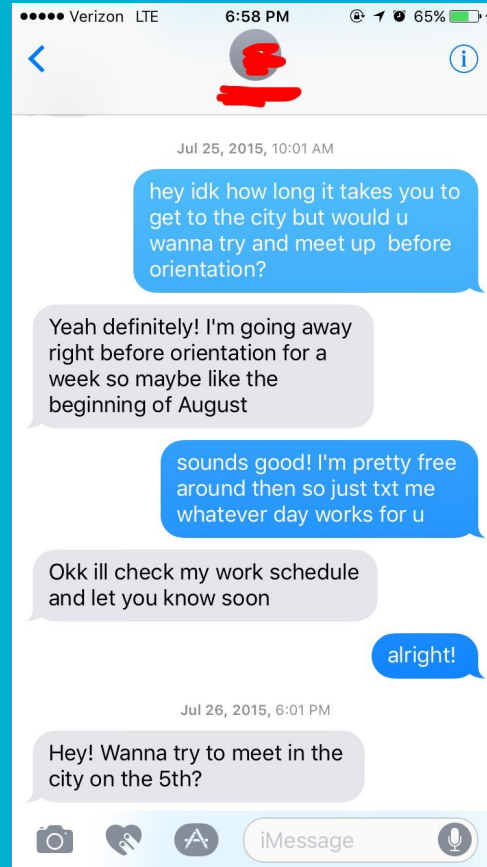 Verizon LTE 6:58 PM 65%
Jul 25, 2015, 10:01 AM
hey idk how long it takes you to
get to the city but would u
wanna try and meet up before
orientation?
Yeah definitely! I'm going away
right before orientation for a
week so maybe like the
beginning of August
sounds good! I'm pretty free
around then so just txt me
whatever day works for u
Okk ill check my work schedule
and let you know soon
alright!
Jul 26, 2015, 6:01 PM
Hey! Wanna try to meet in the
city on the 5th?
iMessage